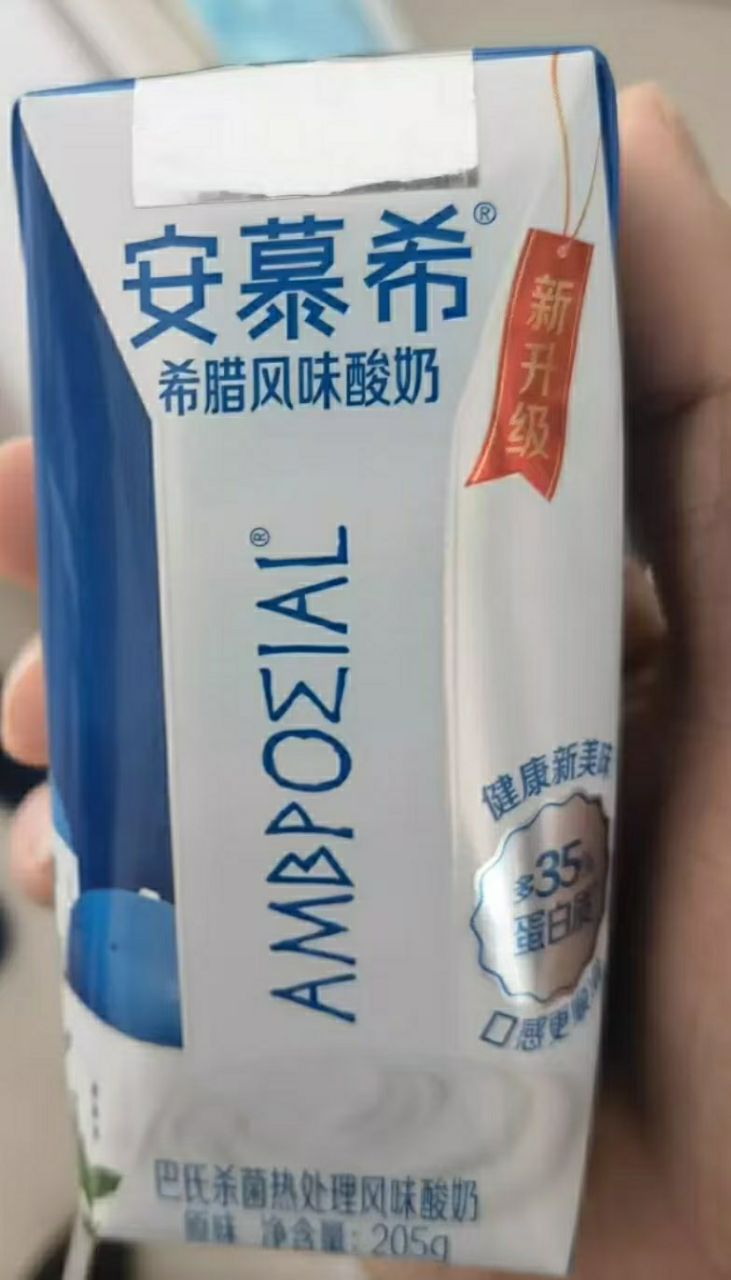 安慕希®
希腊风味酸奶
新升级
AMBPOΣIAL®
健康新美味
多35%
蛋白质
口感更
巴氏杀菌热处理风味酸奶
原味 净含量: 205g